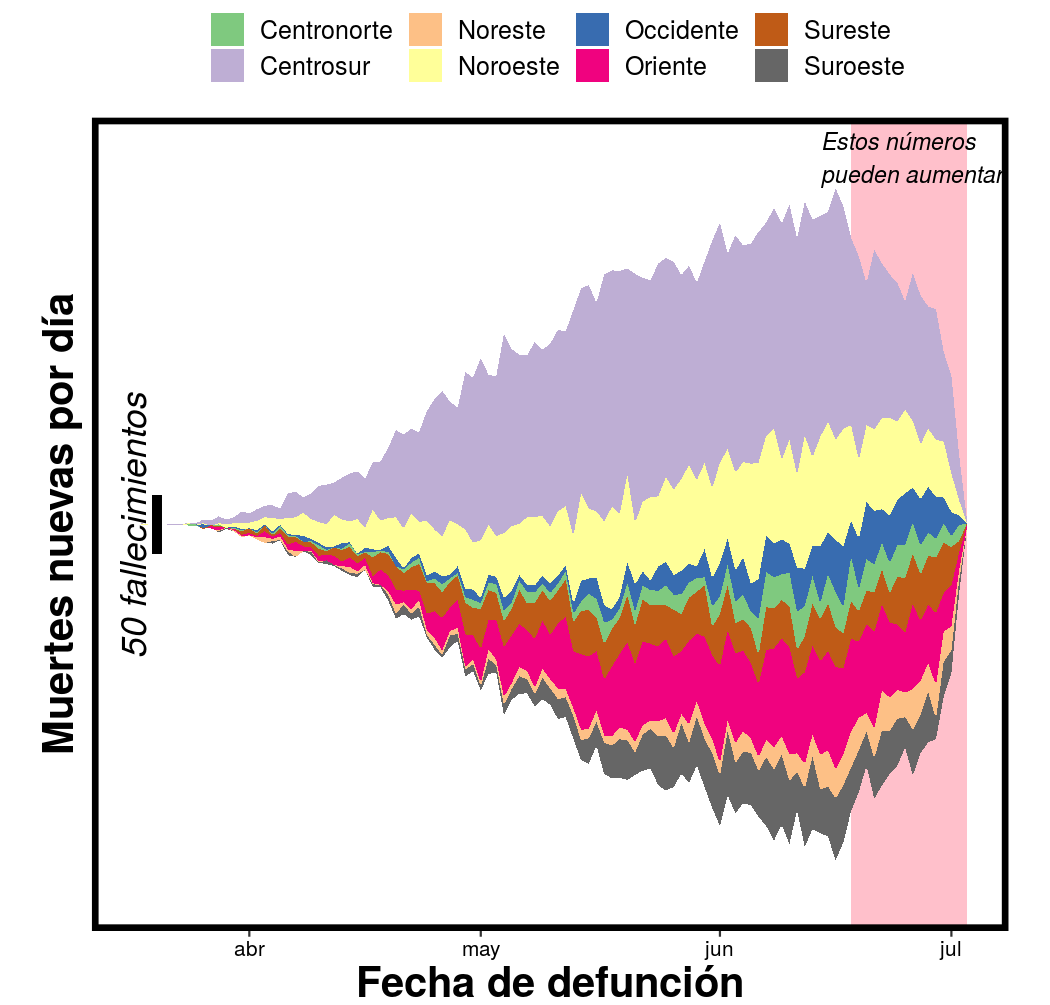 Centronorte Noreste Occidente Sureste
Centrosur Noroeste Oriente Suroeste
Estos números
pueden aumentar
Muertes nuevas por día
50 fallecimientos
abr may jun jul
Fecha de defunción